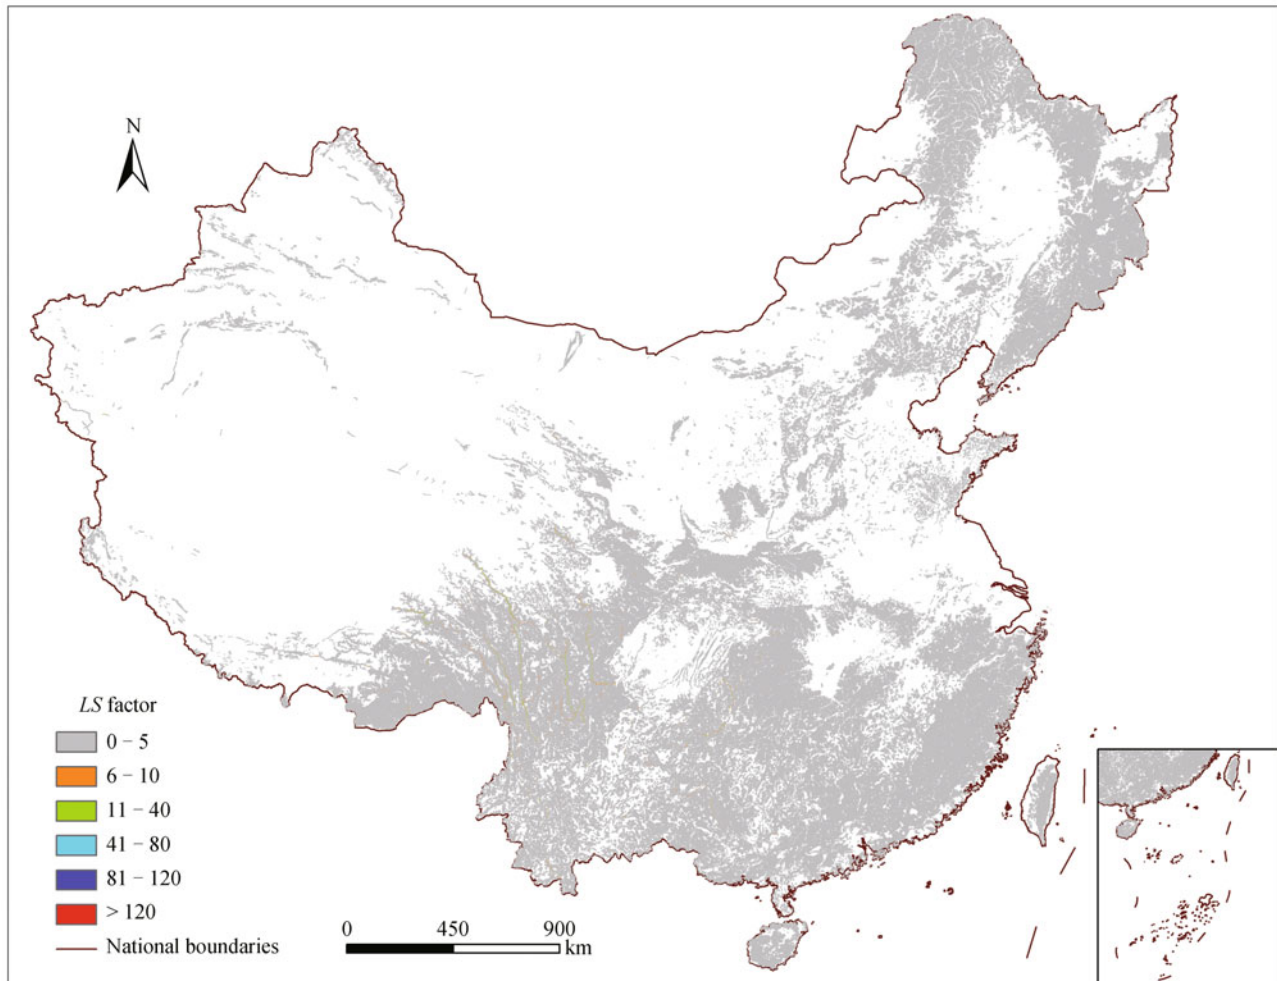 N
LS factor
0 – 5
6 – 10
11 – 40
41 – 80
81 – 120
> 120
National boundaries
0 450 900
km